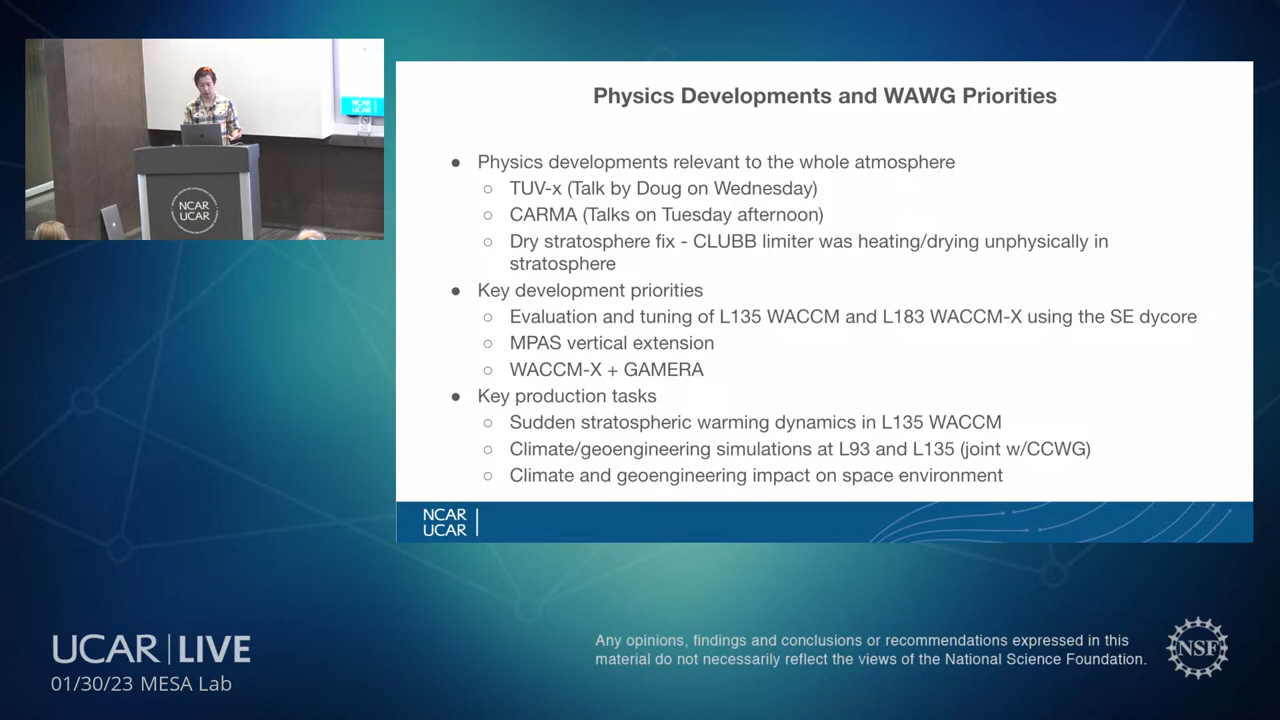 Physics Developments and WAWG Priorities
● Physics developments relevant to the whole atmosphere
○ TUV-x (Talk by Doug on Wednesday)
○ CARMA (Talks on Tuesday afternoon)
○ Dry stratosphere fix - CLUBB limiter was heating/drying unphysically in
stratosphere
● Key development priorities
○ Evaluation and tuning of L135 WACCM and L183 WACCM-X using the SE dycore
○ MPAS vertical extension
○ WACCM-X + GAMERA
● Key production tasks
○ Sudden stratospheric warming dynamics in L135 WACCM
○ Climate/geoengineering simulations at L93 and L135 (joint w/CCWG)
○ Climate and geoengineering impact on space environment
NCAR
UCAR
NCAR
UCAR
NCAR
UCAR
UCAR | LIVE
01/30/23 MESA Lab
Any opinions, findings and conclusions or recommendations expressed in this
material do not necessarily reflect the views of the National Science Foundation.
NSF